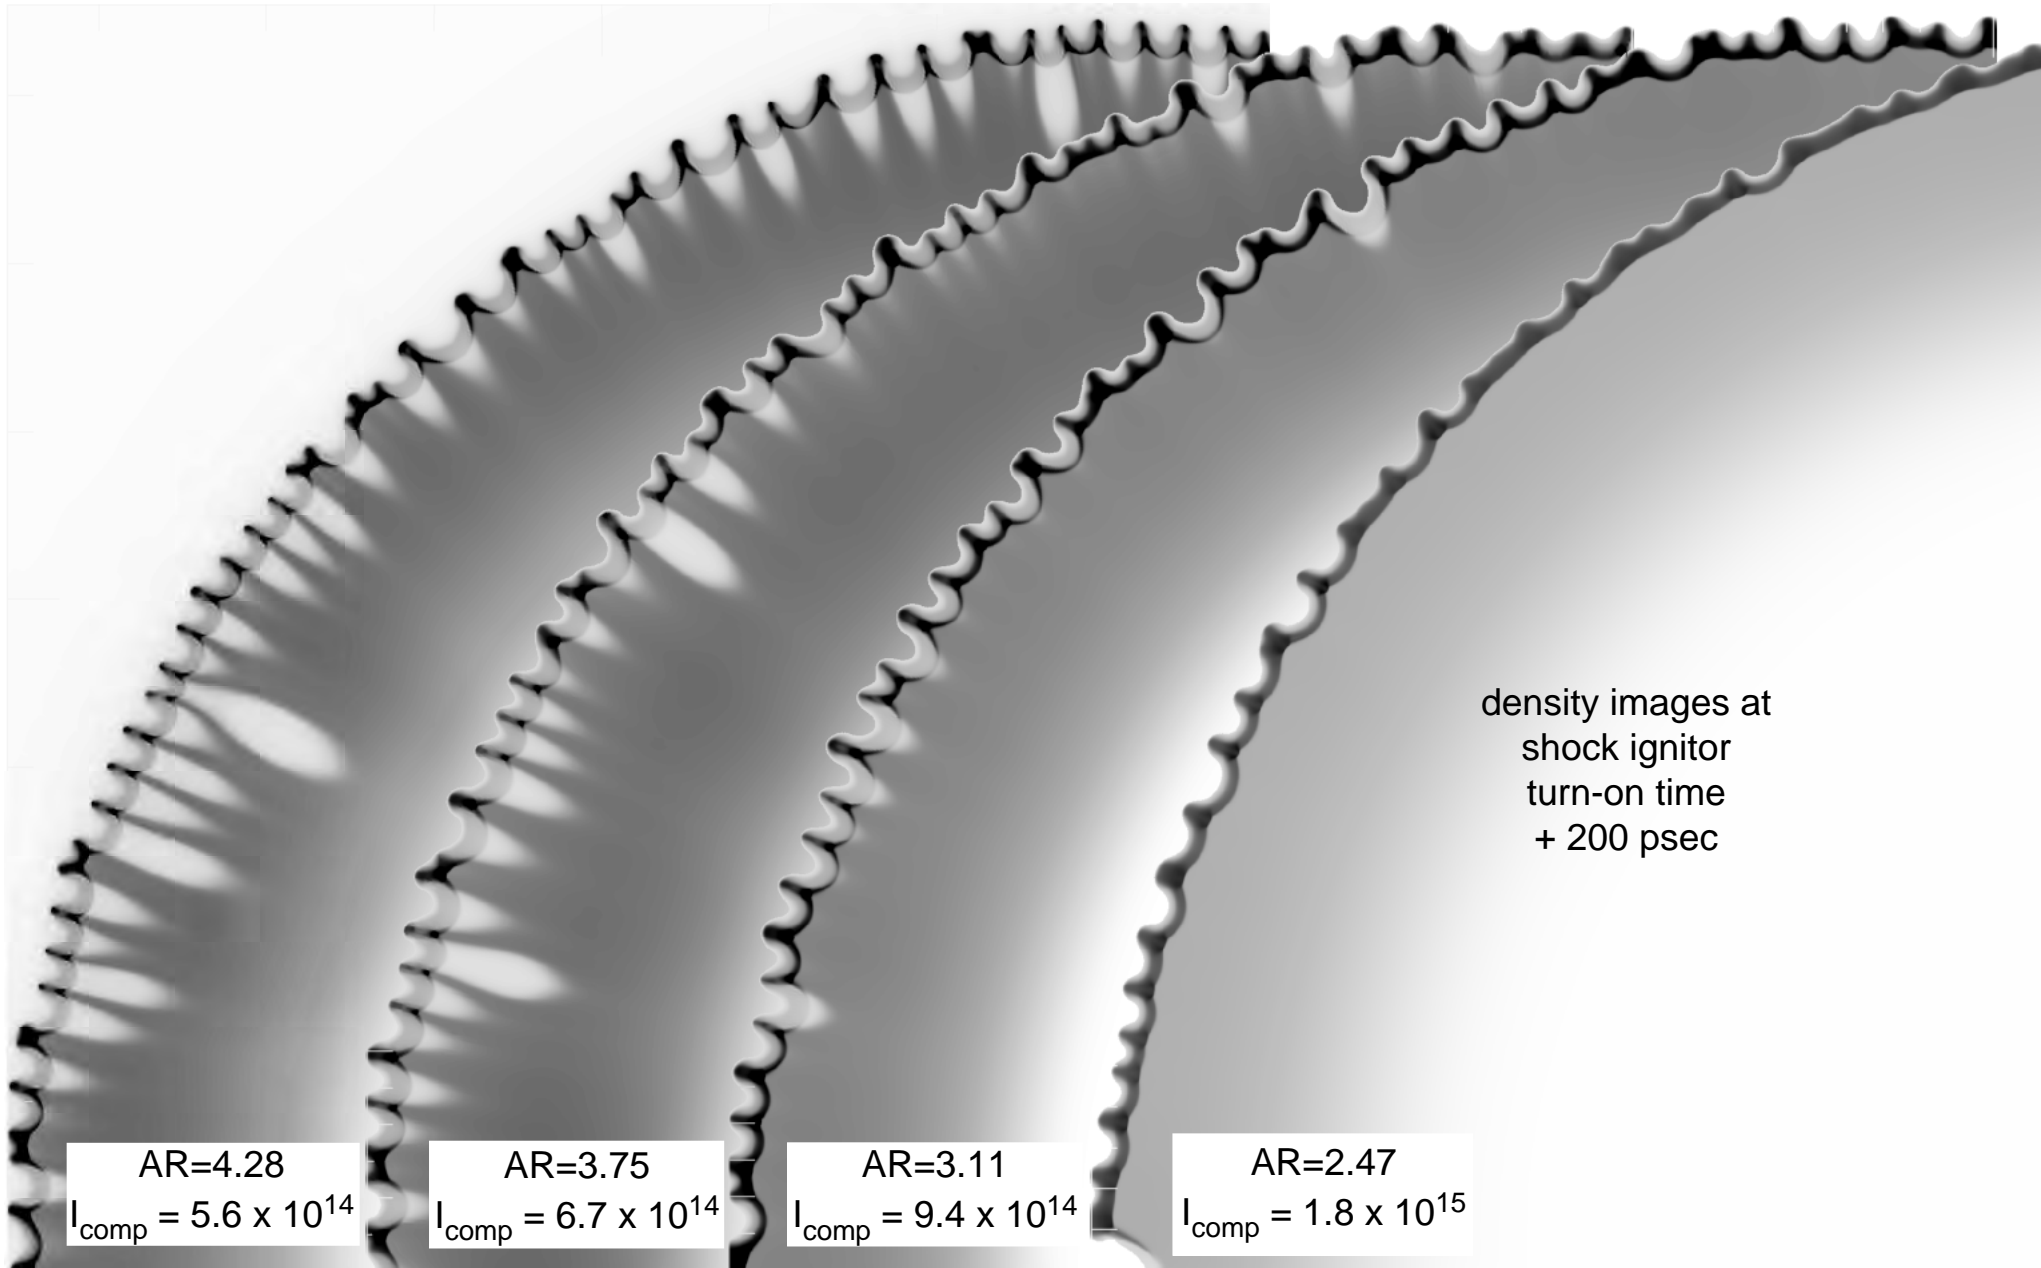 density images at
shock ignitor
turn-on time
+ 200 psec
AR=4.28
I_comp = 5.6 x 10^14
AR=3.75
I_comp = 6.7 x 10^14
AR=3.11
I_comp = 9.4 x 10^14
AR=2.47
I_comp = 1.8 x 10^15